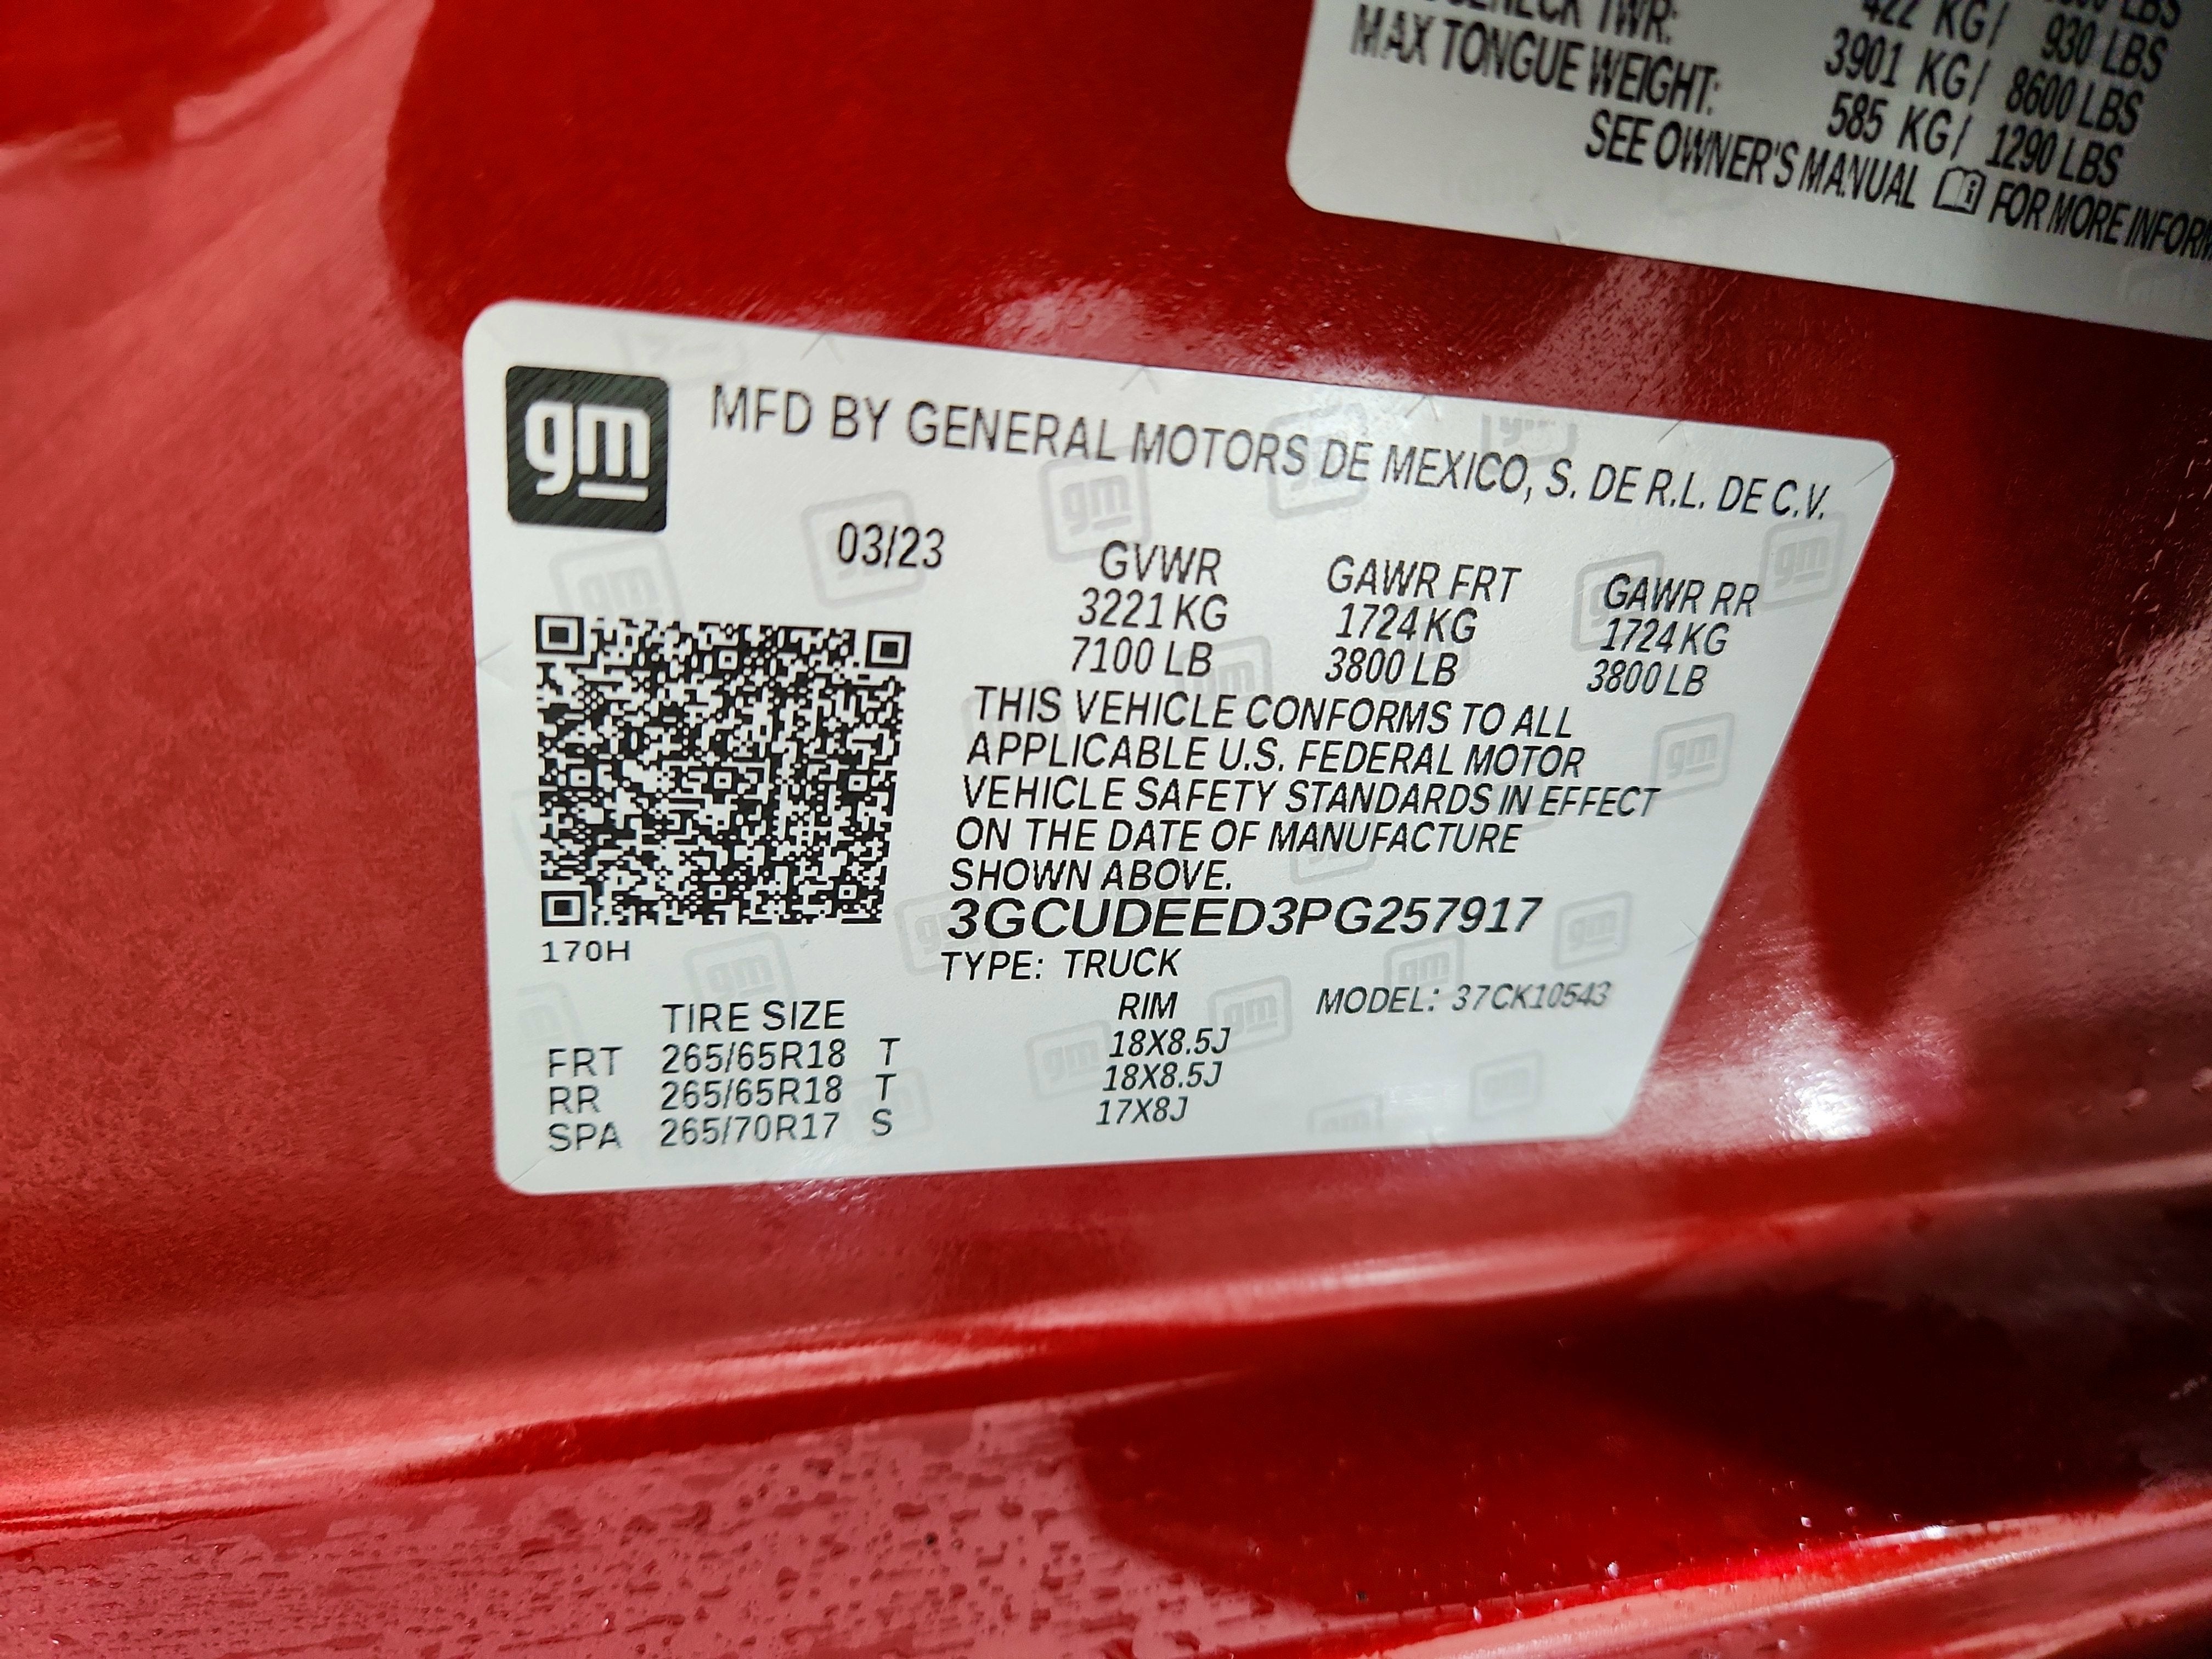 TWR:
422 KG/ 930 LBS
3901 KG/ 8600 LBS
MAX TONGUE WEIGHT: 585 KG/ 1290 LBS
SEE OWNER'S MANUAL FOR MORE
gm
MFD BY GENERAL MOTORS DE MEXICO, S. DE R.L. DE C.V.
03/23
GVWR GAWR FRT GAWR RR
3221 KG 1724 KG 1724 KG
7100 LB 3800 LB 3800 LB
THIS VEHICLE CONFORMS TO ALL
APPLICABLE U.S. FEDERAL MOTOR
VEHICLE SAFETY STANDARDS IN EFFECT
ON THE DATE OF MANUFACTURE
SHOWN ABOVE.
3GCUDEED3PG257917
170H
TYPE: TRUCK
MODEL: 37CK10543
TIRE SIZE RIM
FRT 265/65R18 T 18X8.5J
RR 265/65R18 T 18X8.5J
SPA 265/70R17 S 17X8J